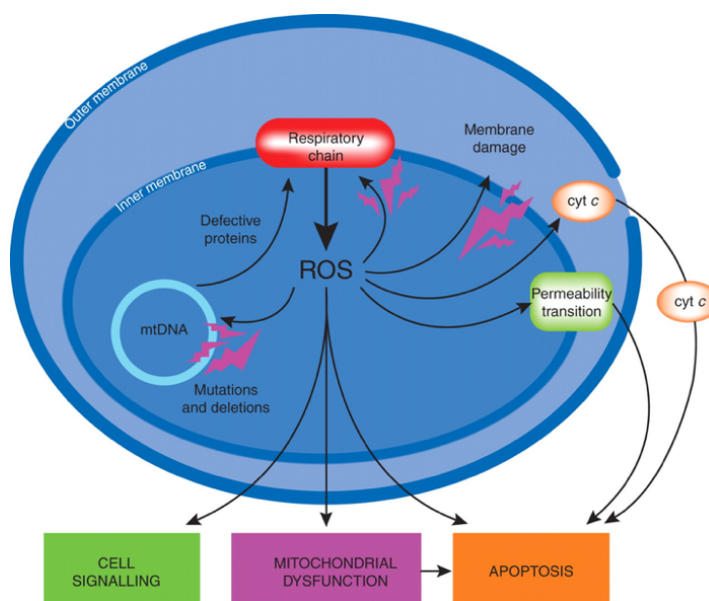 Outer membrane
Inner membrane
Respiratory
chain
Membrane
damage
cyt c
Defective
proteins
ROS
Permeability
transition
cyt c
mtDNA
Mutations
and deletions
CELL
SIGNALLING
MITOCHONDRIAL
DYSFUNCTION
APOPTOSIS